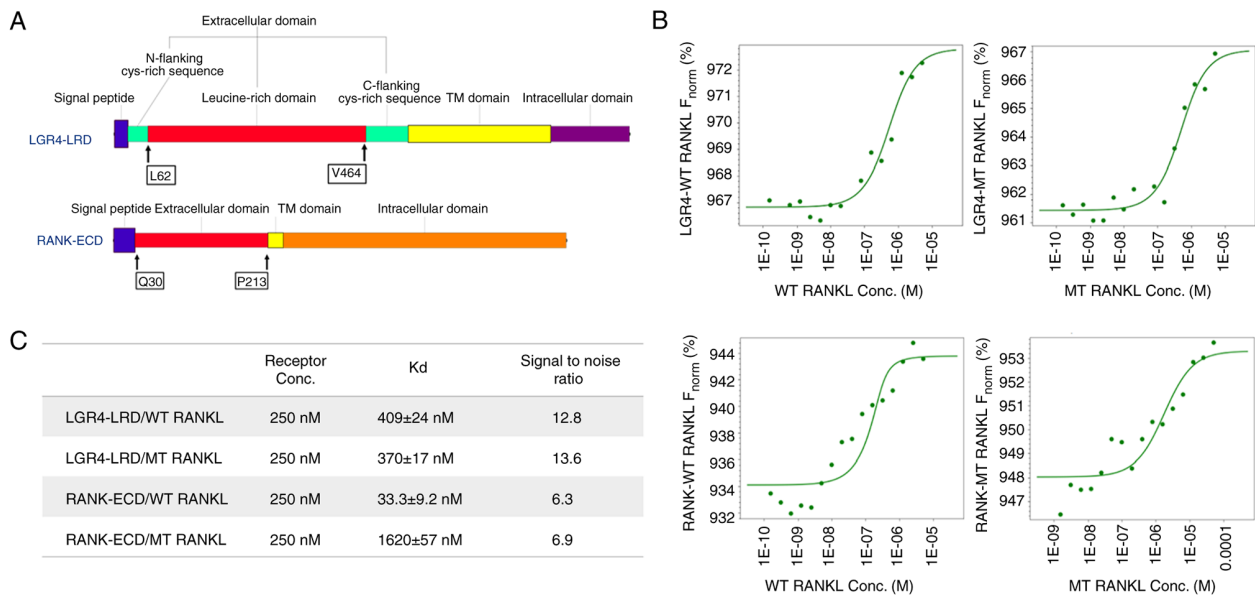 A
Extracellular domain
N-flanking
cys-rich sequence
C-flanking
cys-rich sequence
Signal peptide
Leucine-rich domain
TM domain
Intracellular domain
LGR4-LRD
L62
V464
Signal peptide
Extracellular domain
TM domain
Intracellular domain
RANK-ECD
Q30
P213
B
LGR4-WT RANKL Fnorm (%)
972
971
970
969
968
967
1E-10
1E-09
1E-08
1E-07
1E-06
1E-05
WT RANKL Conc. (M)
LGR4-MT RANKL Fnorm (%)
967
966
965
964
963
962
961
1E-10
1E-09
1E-08
1E-07
1E-06
1E-05
MT RANKL Conc. (M)
RANK-WT RANKL Fnorm (%)
944
942
940
938
936
934
932
1E-10
1E-09
1E-08
1E-07
1E-06
1E-05
WT RANKL Conc. (M)
RANK-MT RANKL Fnorm (%)
953
952
951
950
949
948
947
1E-09
1E-08
1E-07
1E-06
1E-05
0.0001
MT RANKL Conc. (M)
C
Receptor Conc. Kd Signal to noise ratio
LGR4-LRD/WT RANKL 250 nM 409±24 nM 12.8
LGR4-LRD/MT RANKL 250 nM 370±17 nM 13.6
RANK-ECD/WT RANKL 250 nM 33.3±9.2 nM 6.3
RANK-ECD/MT RANKL 250 nM 1620±57 nM 6.9